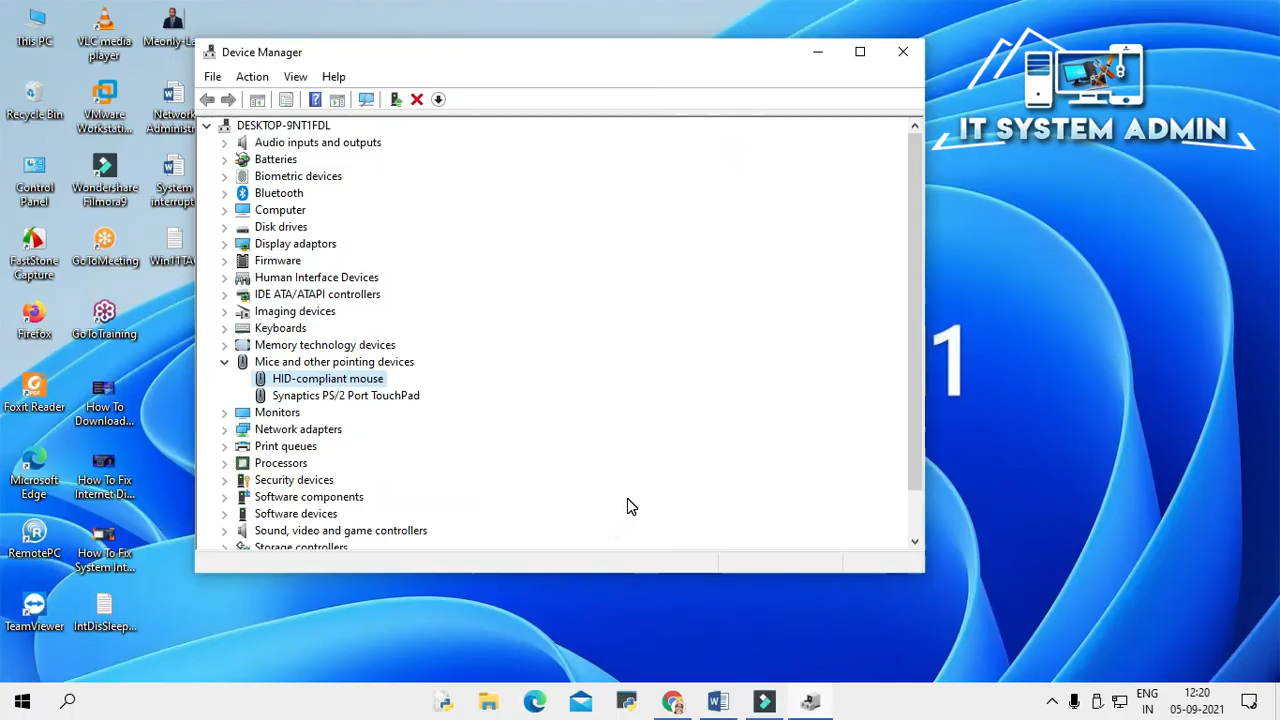 This PC
VLC media
player
Meonly-La
Recycle Bin
VMware
Workstati...
Network
Administr
Control
Panel
Wondershare
Filmora9
System
interrupt
FastStone
Capture
GoToMeeting
Win11TA
Firefox
GoToTraining
Foxit Reader
How To
Download...
Microsoft
Edge
How To Fix
Internet Di...
RemotePC
How To Fix
System Int...
TeamViewer
IntDisSleep...
Device Manager
File Action View Help
DESKTOP-9NT1FDL
Audio inputs and outputs
Batteries
Biometric devices
Bluetooth
Computer
Disk drives
Display adaptors
Firmware
Human Interface Devices
IDE ATA/ATAPI controllers
Imaging devices
Keyboards
Memory technology devices
Mice and other pointing devices
HID-compliant mouse
Synaptics PS/2 Port TouchPad
Monitors
Network adapters
Print queues
Processors
Security devices
Software components
Software devices
Sound, video and game controllers
Storage controllers
IT SYSTEM ADMIN
1
ENG
IN
12:20
05-09-2021